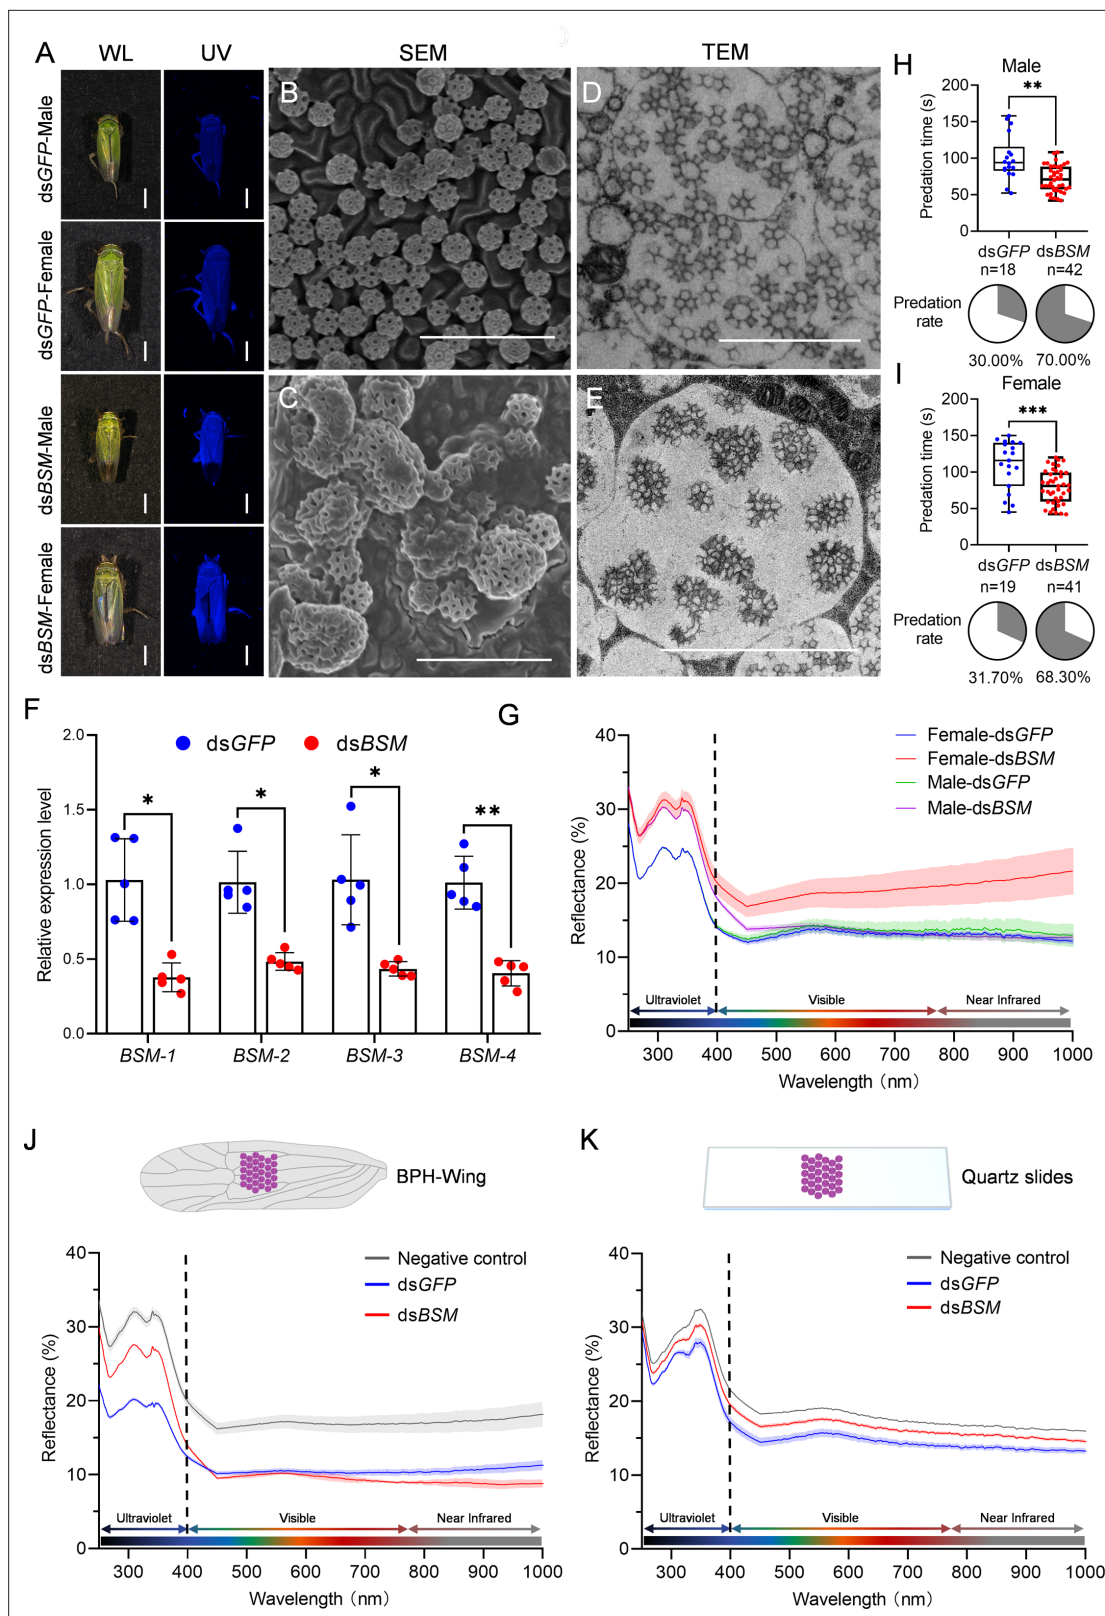 A
WL
UV
SEM
TEM
dsGFP-Male
dsGFP-Female
dsBSM-Male
dsBSM-Female
B
C
D
E
H
Male
**
Predation time (s)
200
150
100
50
0
dsGFP
dsBSM
n=18
n=42
Predation
rate
30.00%
70.00%
I
Female
***
Predation time (s)
200
150
100
50
0
dsGFP
dsBSM
n=19
n=41
Predation
rate
31.70%
68.30%
F
dsGFP
dsBSM
Relative expression level
2.0
1.5
1.0
0.5
0.0
*
*
*
**
BSM-1
BSM-2
BSM-3
BSM-4
G
Female-dsGFP
Female-dsBSM
Male-dsGFP
Male-dsBSM
Reflectance (%)
40
30
20
10
0
Ultraviolet
Visible
Near Infrared
300 400 500 600 700 800 900 1000
Wavelength (nm)
J
BPH-Wing
Negative control
dsGFP
dsBSM
Reflectance (%)
40
30
20
10
0
Ultraviolet
Visible
Near Infrared
300 400 500 600 700 800 900 1000
Wavelength (nm)
K
Quartz slides
Negative control
dsGFP
dsBSM
Reflectance (%)
40
30
20
10
0
Ultraviolet
Visible
Near Infrared
300 400 500 600 700 800 900 1000
Wavelength (nm)